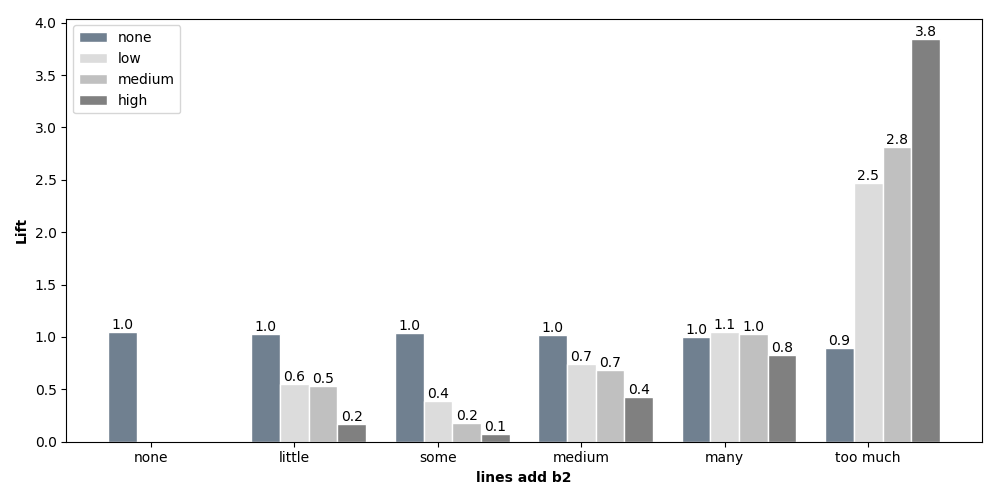 4.0
3.5
3.0
2.5
2.0
1.5
1.0
0.5
0.0
Lift
none
low
medium
high
1.0
1.0 0.6 0.5 0.2
1.0 0.4 0.2 0.1
1.0 0.7 0.7 0.4
1.0 1.1 1.0 0.8
0.9 2.5 2.8 3.8
none little some medium many too much
lines add b2